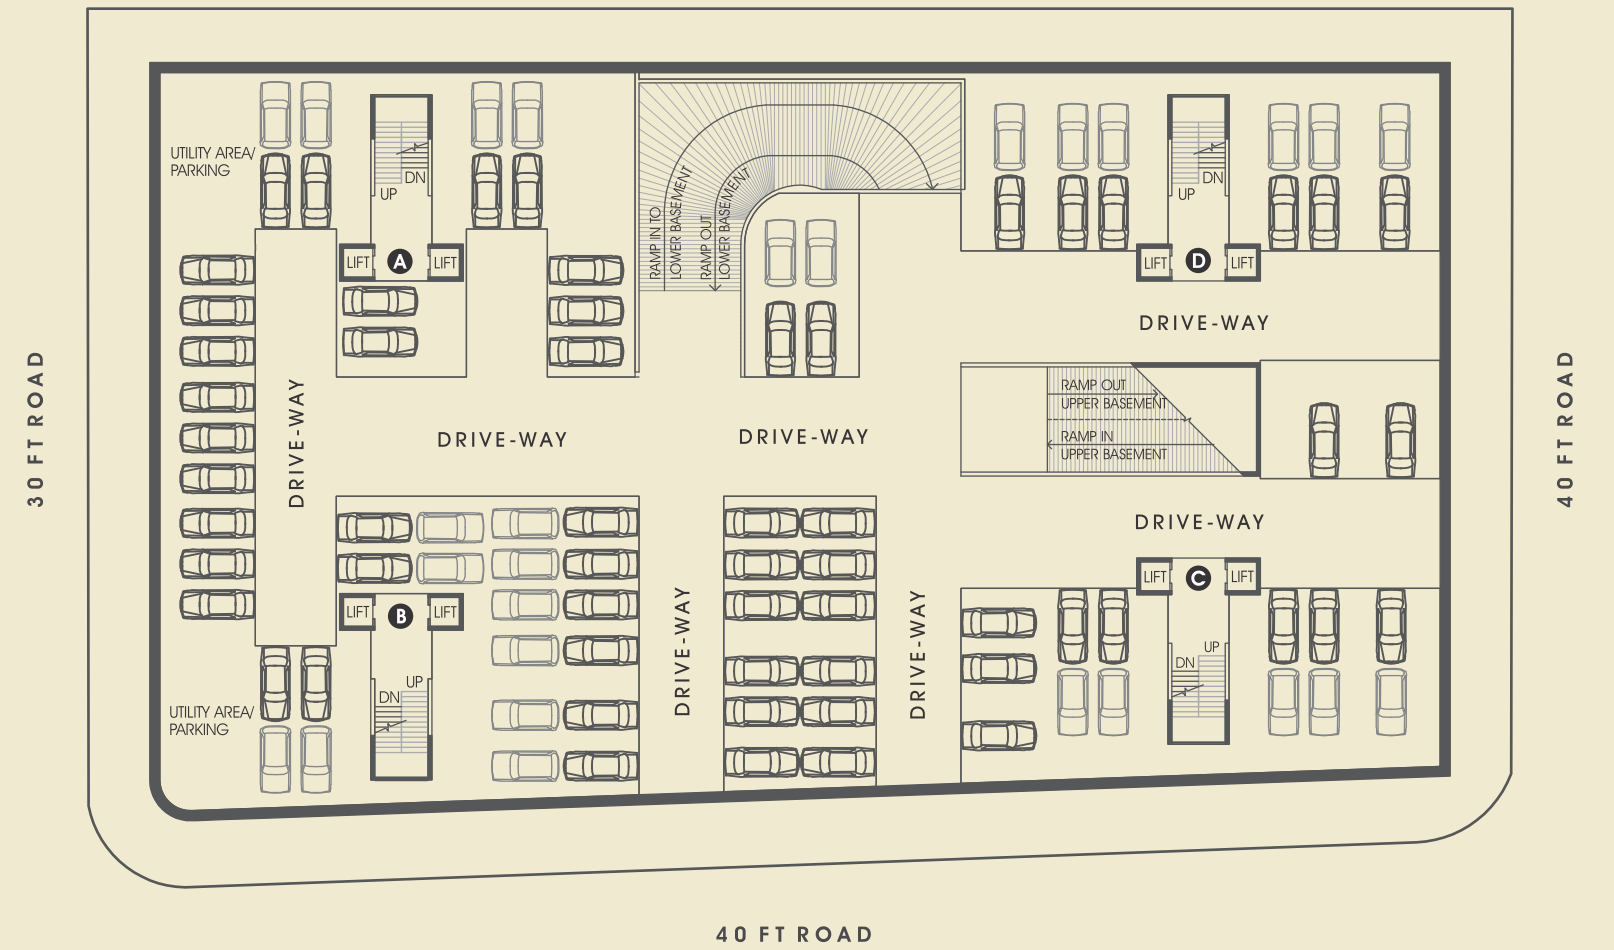 UTILITY AREA/
PARKING
UP
DN
LIFT
A
LIFT
RAMP IN TO
LOWER BASEMENT
RAMP OUT
LOWER BASEMENT
UP
DN
LIFT
D
LIFT
DRIVE-WAY
30 FT ROAD
DRIVE-WAY
DRIVE-WAY
DRIVE-WAY
RAMP OUT
UPPER BASEMENT
RAMP IN
UPPER BASEMENT
40 FT ROAD
DRIVE-WAY
LIFT
B
LIFT
DRIVE-WAY
DRIVE-WAY
LIFT
C
LIFT
UP
DN
UP
DN
UTILITY AREA/
PARKING
40 FT ROAD